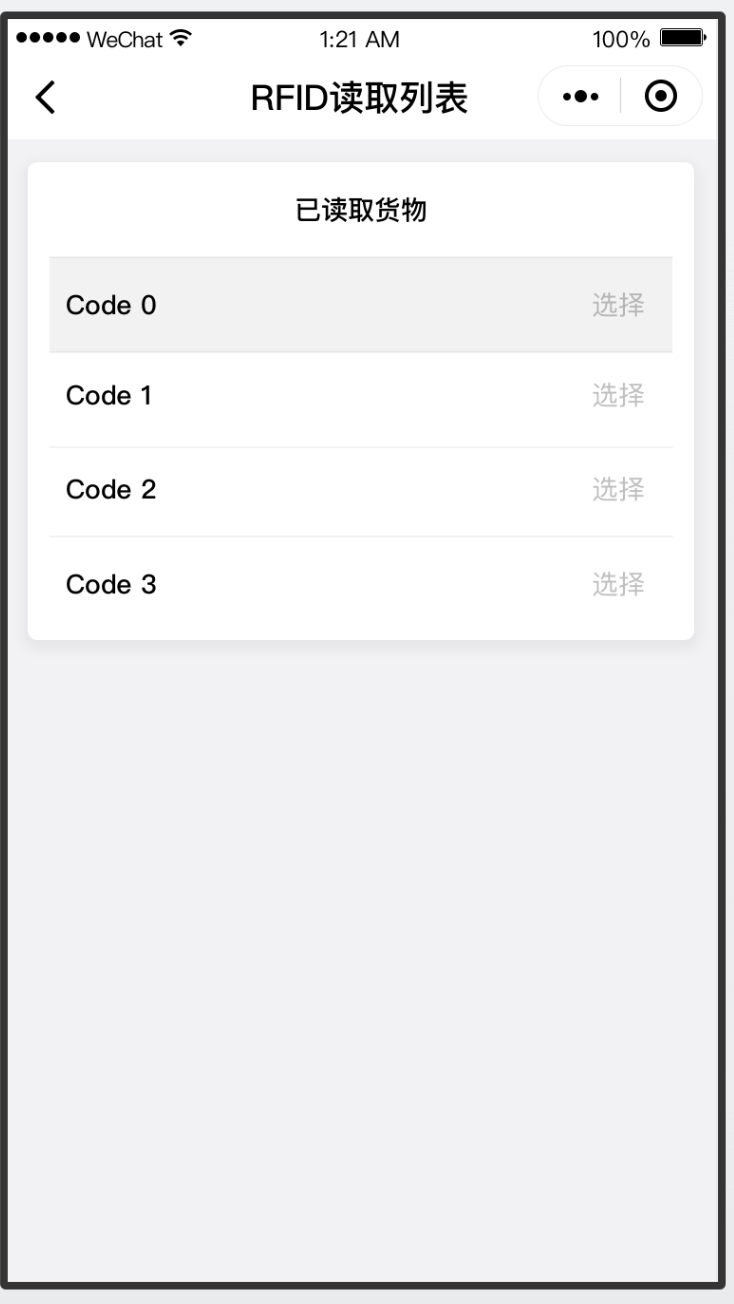 WeChat 1:21 AM 100%
RFID读取列表
已读取货物
Code 0 选择
Code 1 选择
Code 2 选择
Code 3 选择